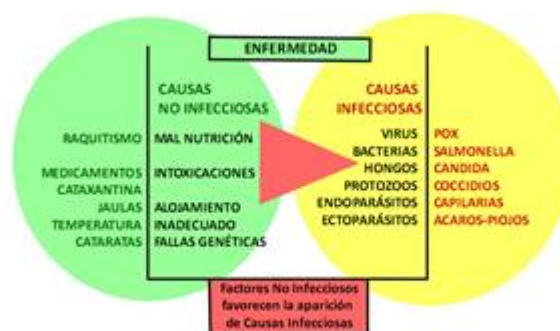 ENFERMEDAD
CAUSAS
NO INFECCIOSAS
RAQUITISMO MAL NUTRICIÓN
MEDICAMENTOS INTOXICACIONES
CATAXANTINA
JAULAS ALOJAMIENTO
TEMPERATURA INADECUADO
CATARATAS FALLAS GENÉTICAS
CAUSAS
INFECCIOSAS
VIRUS POX
BACTERIAS SALMONELLA
HONGOS CANDIDA
PROTOZOOS COCCIDIOS
ENDOPARÁSITOS CAPILARIAS
ECTOPARÁSITOS ACAROS-PIOJOS
Factores No Infecciosos
favorecen la aparición
de Causas Infecciosas